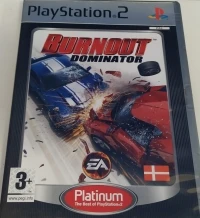 PlayStation 2
BURNOUT
DOMINATOR
EA
3+
www.pegi.info
Platinum
The Best of PlayStation 2